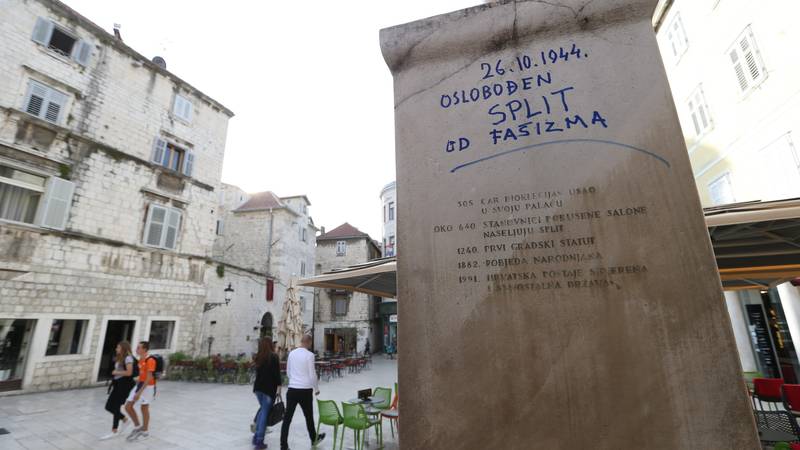 26.10.1944.
OSLOBOĐEN
SPLIT
OD FAŠIZMA
305 CAR DIOKLECIJAN UŠAO
U SVOJU PALAČU
OKO 640. STANOVNICI PORUŠENE SALONE
NASELJUJU SPLIT
1240. PRVI GRADSKI STATUT
1882. POBJEDA NARODNJAKA
1991. HRVATSKA POSTAJE SUVERENA
I SAMOSTALNA DRŽAVA